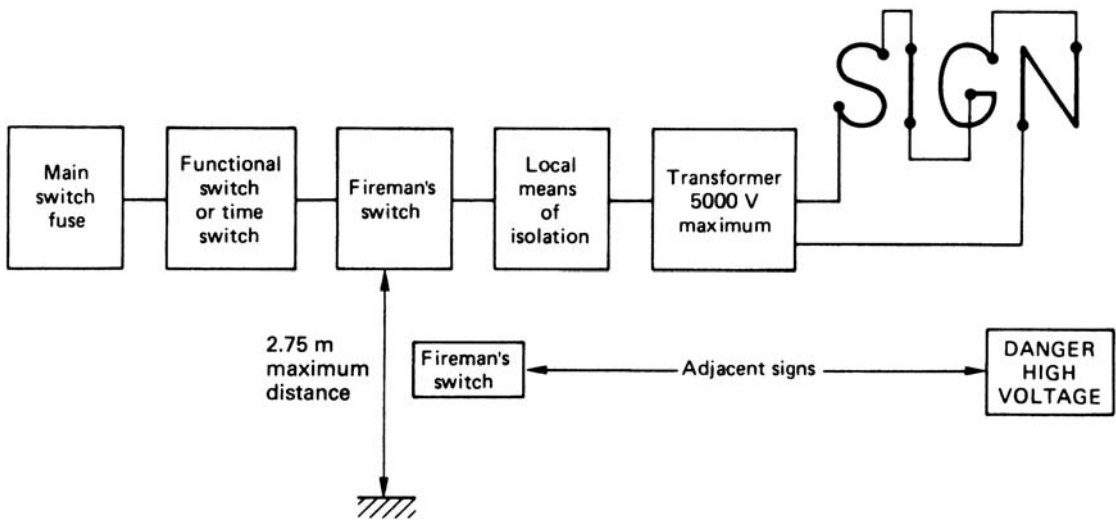 SIGN
Main
switch
fuse
Functional
switch
or time
switch
Fireman's
switch
Local
means
of
isolation
Transformer
5000 V
maximum
2.75 m
maximum
distance
Fireman's
switch
Adjacent signs
DANGER
HIGH
VOLTAGE